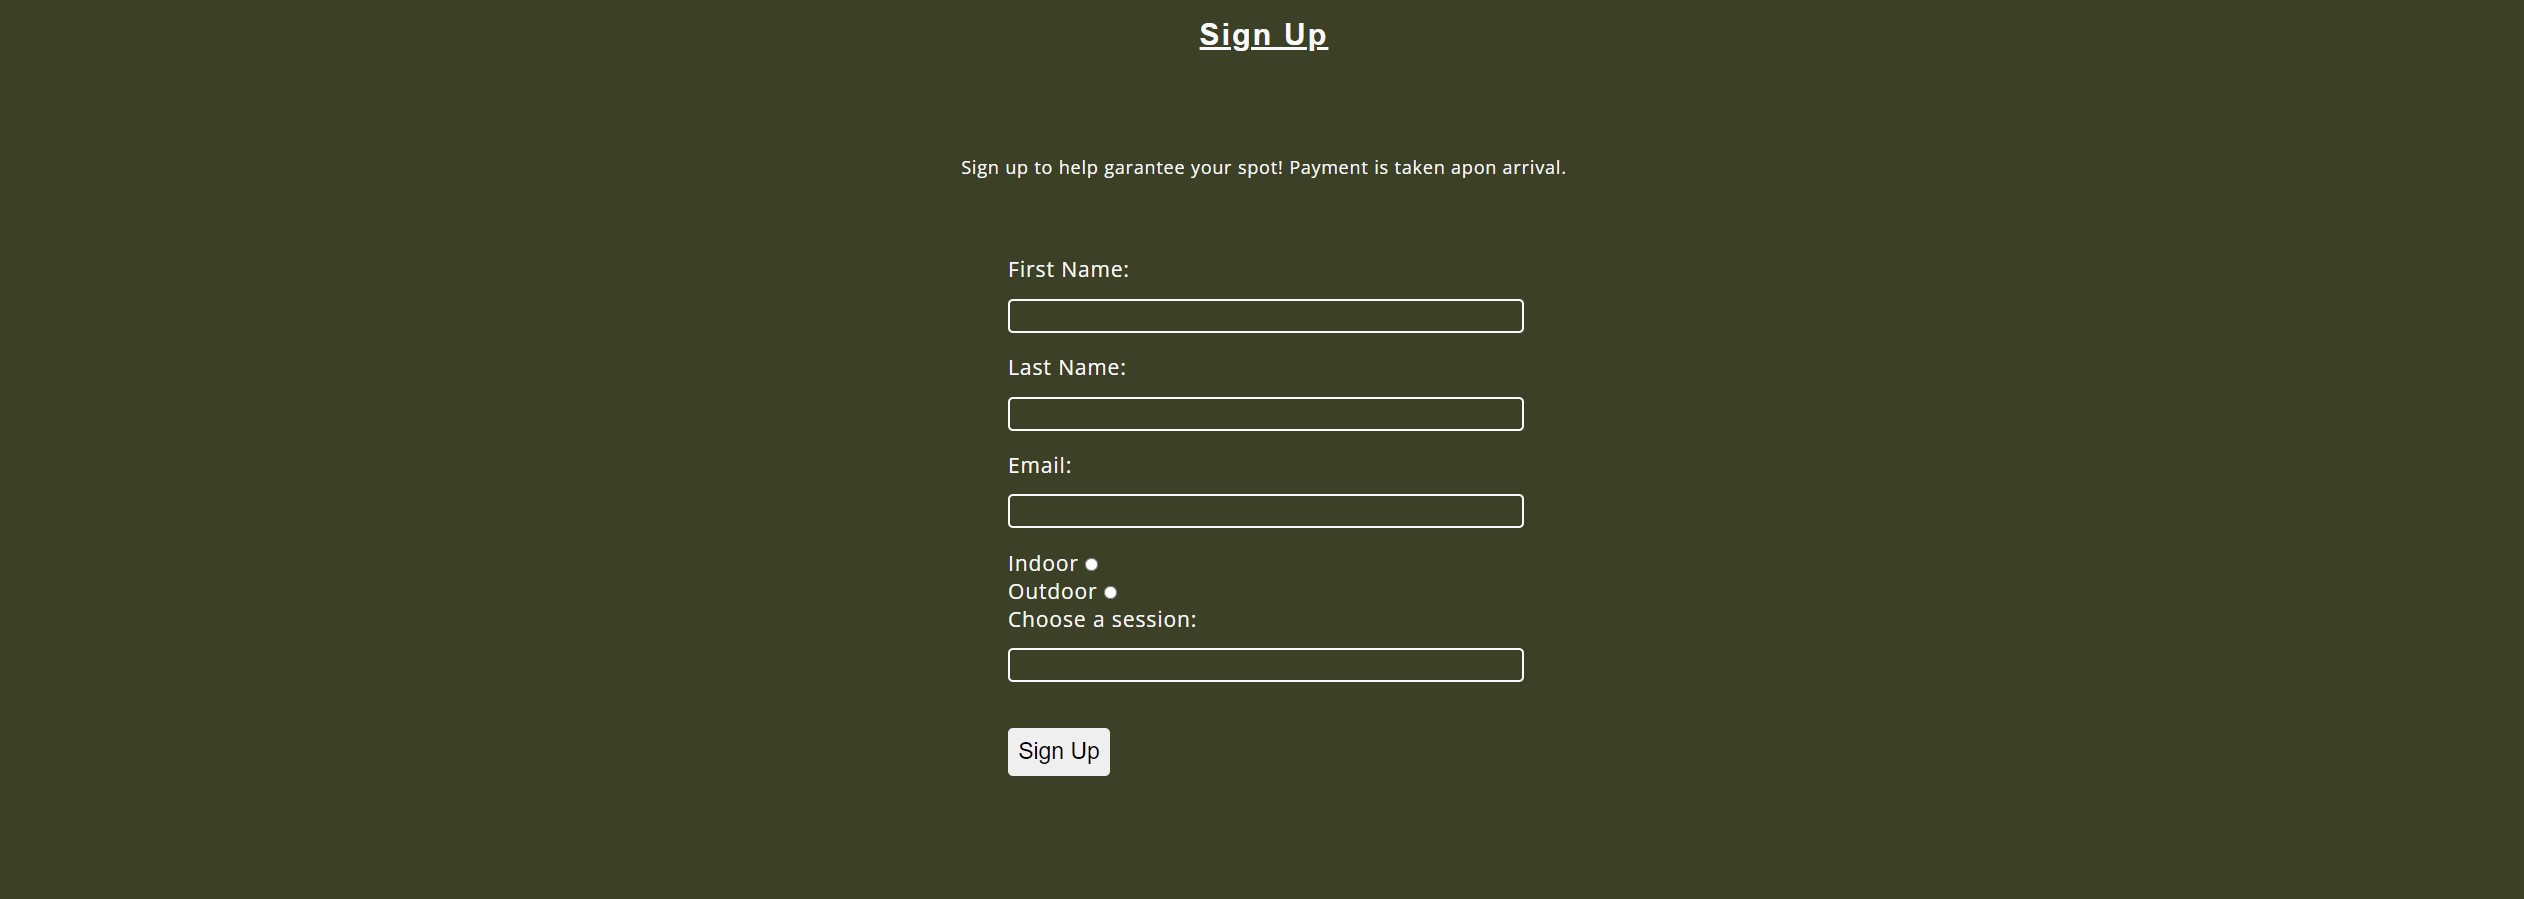 Sign Up
Sign up to help garantee your spot! Payment is taken apon arrival.
First Name:
Last Name:
Email:
Indoor
Outdoor
Choose a session:
Sign Up